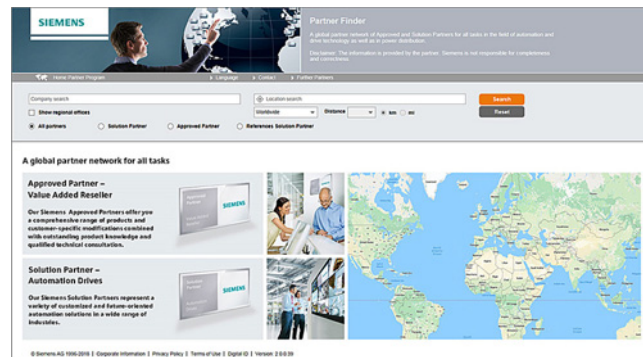 SIEMENS
Partner Finder
A global partner network of Approved and Solution Partners for all tasks in the field of automation and
drive technology as well as in power distribution.
Disclaimer: The information is provided by the partner. Siemens is not responsible for completeness
and correctness.
Home Partner Program
Language
Contact
Further Partners
Company search
Location search
Search
Show regional offices
Worldwide
Distance
km
mi
Reset
All partners
Solution Partner
Approved Partner
References Solution Partner
A global partner network for all tasks
Approved Partner –
Value Added Reseller
Our Siemens Approved Partners offer you
a comprehensive range of products and
customer-specific modifications combined
with outstanding product knowledge and
qualified technical consultation.
Approved
Partner
SIEMENS
Solution Partner –
Automation Drives
Our Siemens Solution Partners represent a
variety of customized and future-oriented
automation solutions in a wide range of
industries.
Solution
Partner
SIEMENS
© Siemens AG 1996-2019 | Corporate Information | Privacy Policy | Terms of Use | Digital ID | Version 2.0.0.39